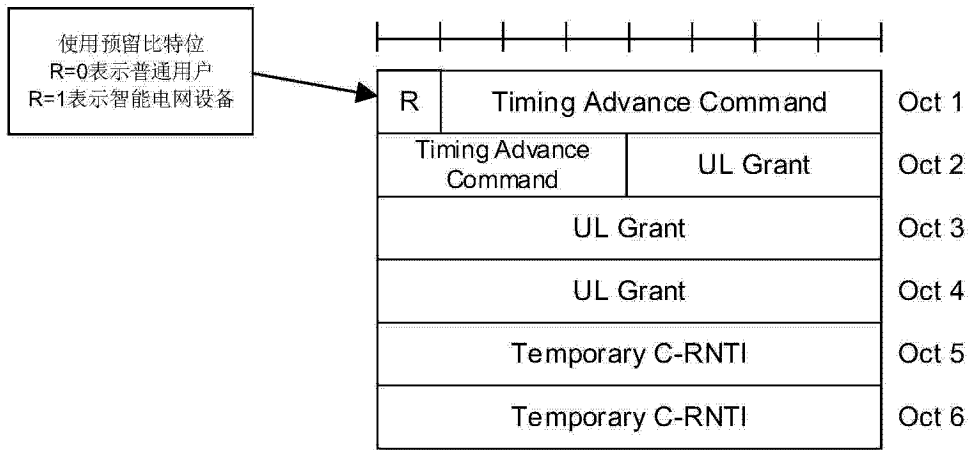 使用预留比特位
R=0表示普通用户
R=1表示智能电网设备
R Timing Advance Command Oct 1
Timing Advance
Command
UL Grant Oct 2
UL Grant Oct 3
UL Grant Oct 4
Temporary C-RNTI Oct 5
Temporary C-RNTI Oct 6